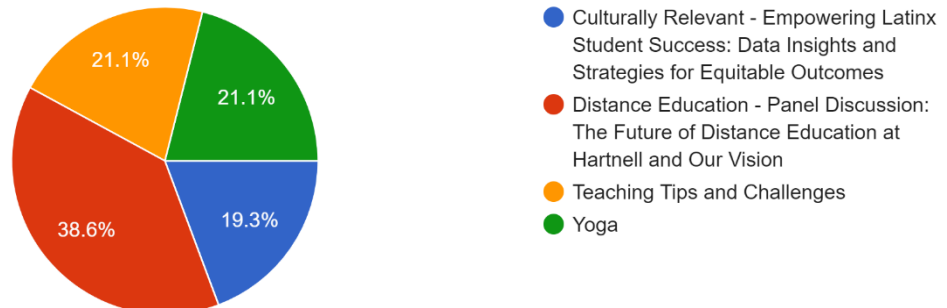 21.1%
21.1%
38.6%
19.3%
Culturally Relevant - Empowering Latinx
Student Success: Data Insights and
Strategies for Equitable Outcomes
Distance Education - Panel Discussion:
The Future of Distance Education at
Hartnell and Our Vision
Teaching Tips and Challenges
Yoga